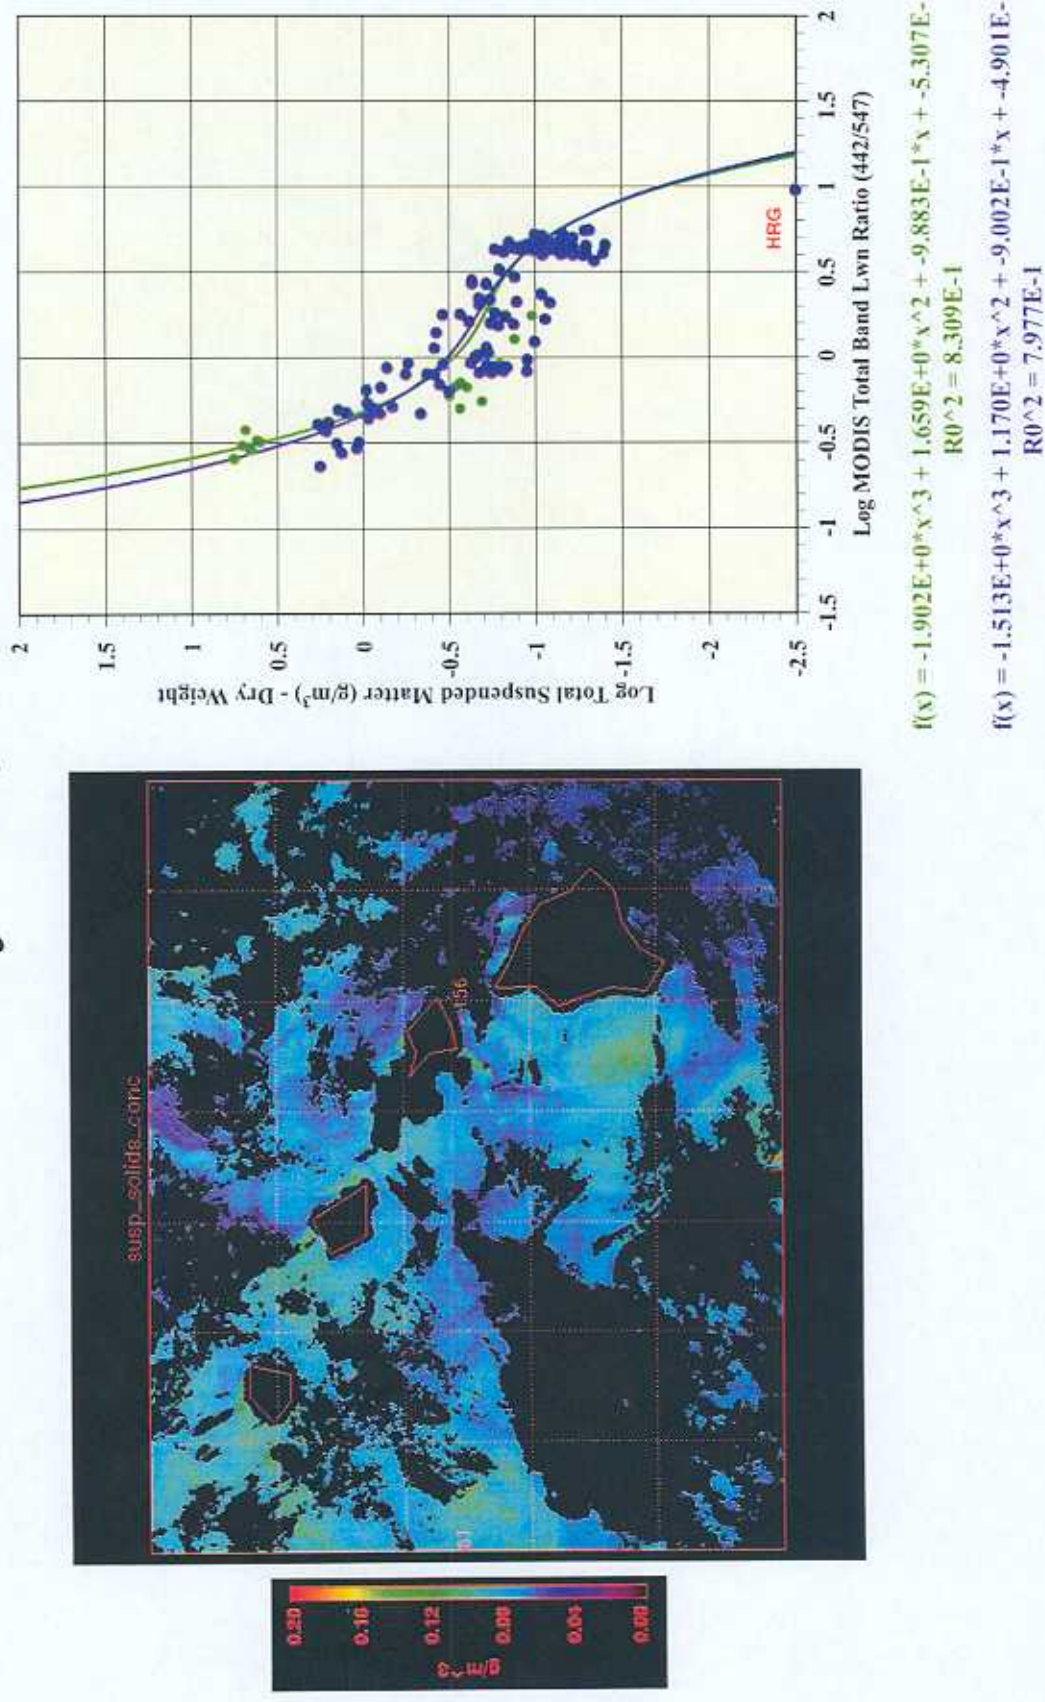 susp_solids_conc
g/m^3
0.20
0.16
0.12
0.08
0.04
0.00
156
Log Total Suspended Matter (g/m³) - Dry Weight
2
1.5
1
0.5
0
-0.5
-1
-1.5
-2
-2.5
HRG
-1.5 -1 -0.5 0 0.5 1 1.5 2
Log MODIS Total Band Lwn Ratio (442/547)
f(x) = -1.902E+0*x^3 + 1.659E+0*x^2 + -9.883E-1*x + -5.307E-
R0^2 = 8.309E-1
f(x) = -1.513E+0*x^3 + 1.170E+0*x^2 + -9.002E-1*x + -4.901E-
R0^2 = 7.977E-1